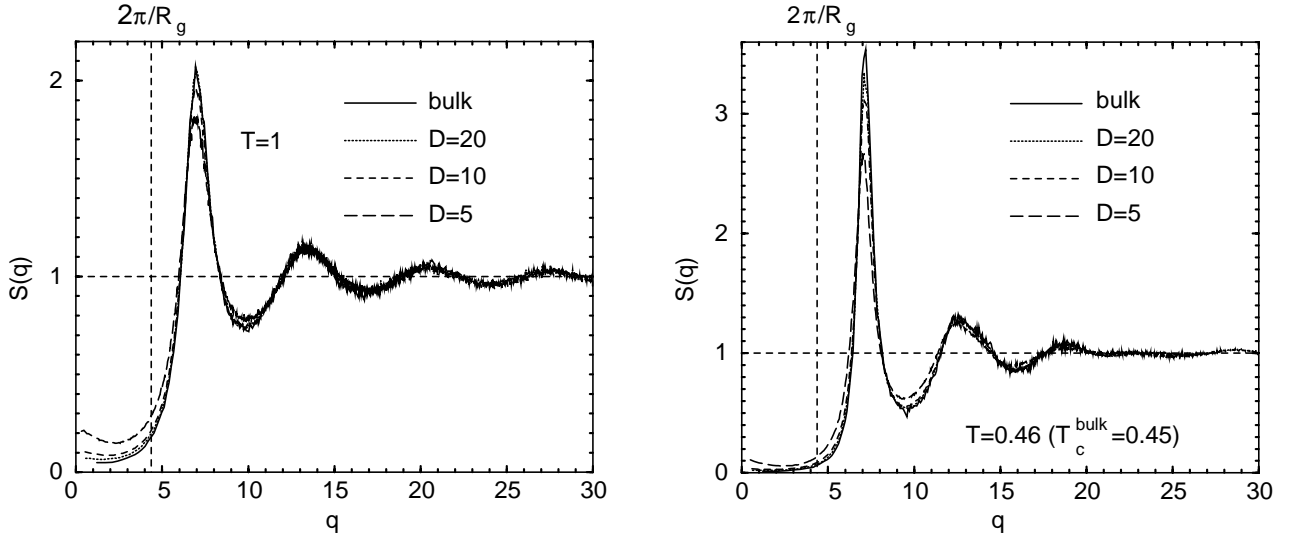 2π/R_g
2
1
0
S(q)
bulk
D=20
D=10
D=5
T=1
0 5 10 15 20 25 30
q
2π/R_g
3
2
1
0
S(q)
bulk
D=20
D=10
D=5
T=0.46 (T_c^bulk=0.45)
0 5 10 15 20 25 30
q